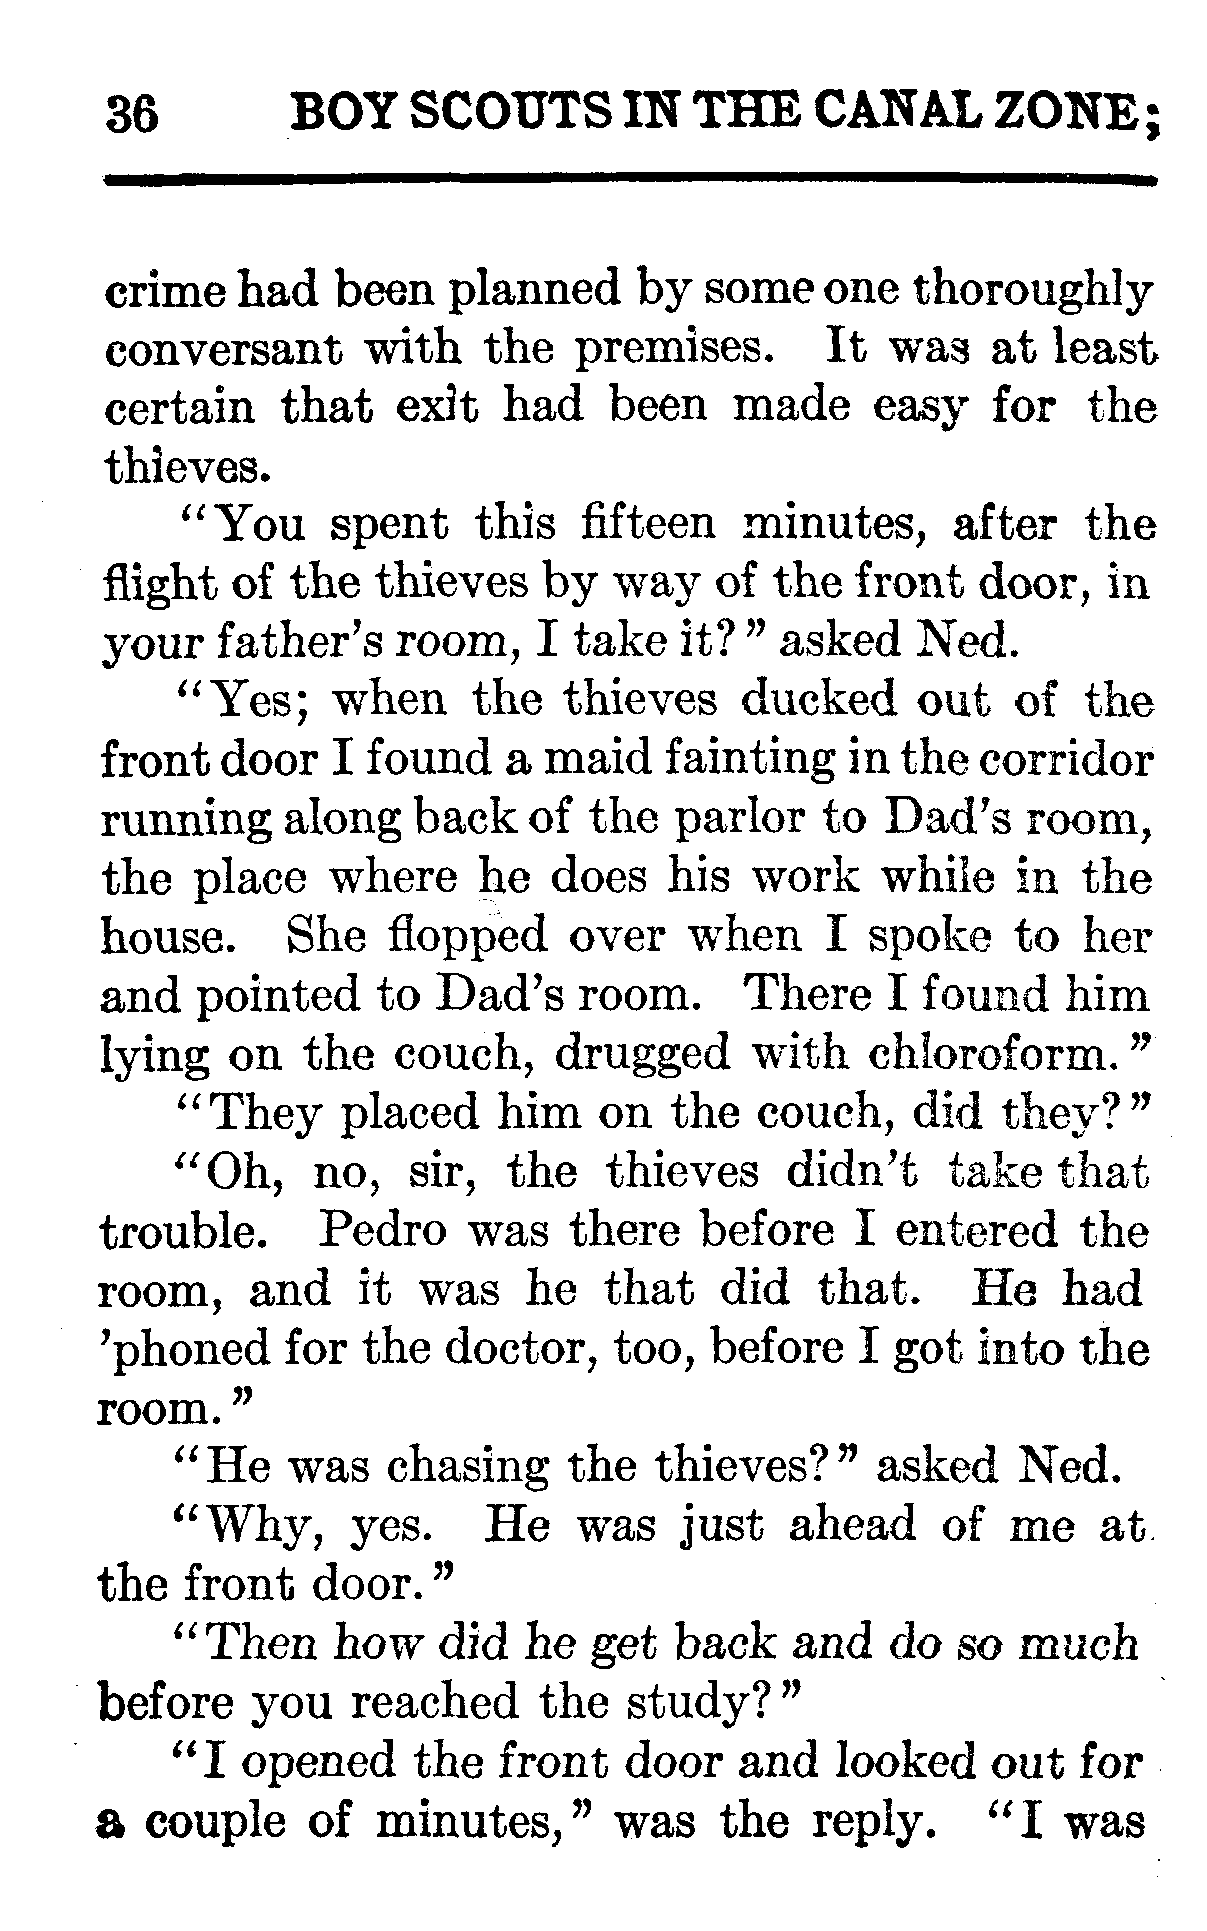 36 BOY SCOUTS IN THE CANAL ZONE;
crime had been planned by some one thoroughly
conversant with the premises. It was at least
certain that exit had been made easy for the
thieves.
"You spent this fifteen minutes, after the
flight of the thieves by way of the front door, in
your father's room, I take it?" asked Ned.
"Yes; when the thieves ducked out of the
front door I found a maid fainting in the corridor
running along back of the parlor to Dad's room,
the place where he does his work while in the
house. She flopped over when I spoke to her
and pointed to Dad's room. There I found him
lying on the couch, drugged with chloroform."
"They placed him on the couch, did they?"
"Oh, no, sir, the thieves didn't take that
trouble. Pedro was there before I entered the
room, and it was he that did that. He had
'phoned for the doctor, too, before I got into the
room."
"He was chasing the thieves?" asked Ned.
"Why, yes. He was just ahead of me at
the front door."
"Then how did he get back and do so much
before you reached the study?"
"I opened the front door and looked out for
a couple of minutes," was the reply. "I was